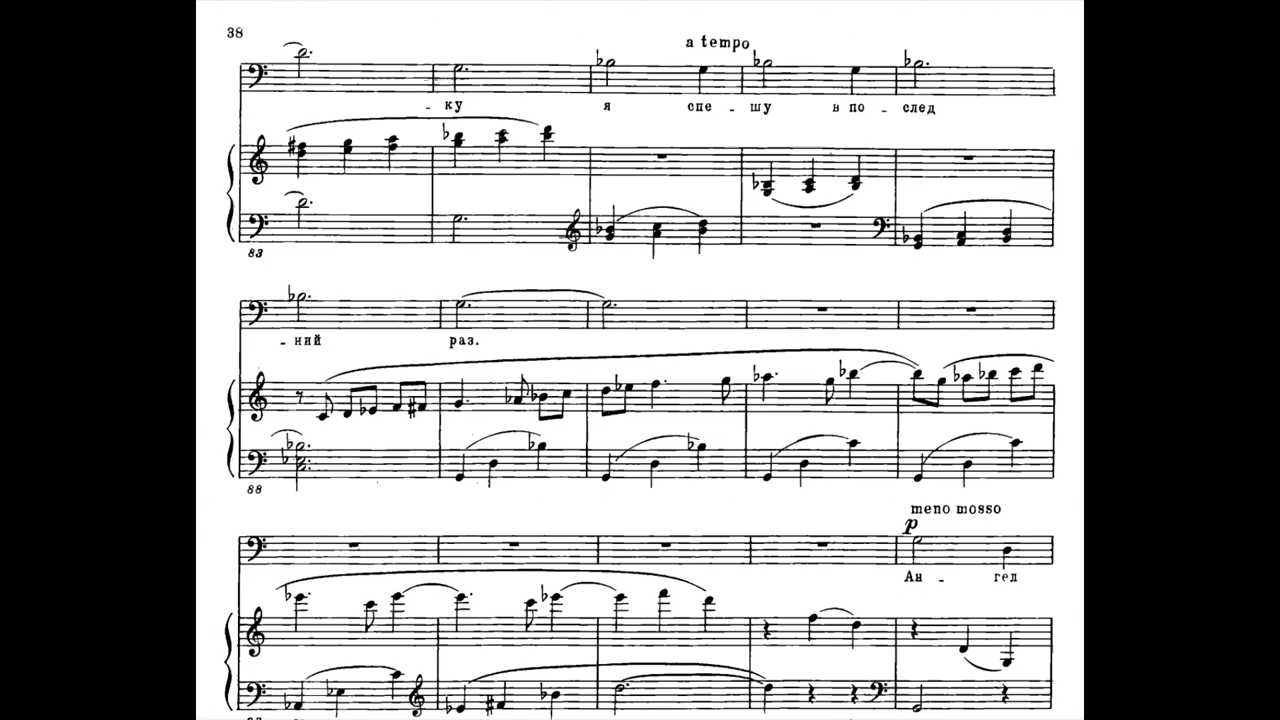 38
a tempo
- ку я спе - шу в по - след
83
- ний раз.
88
meno mosso
p
Ан - гел